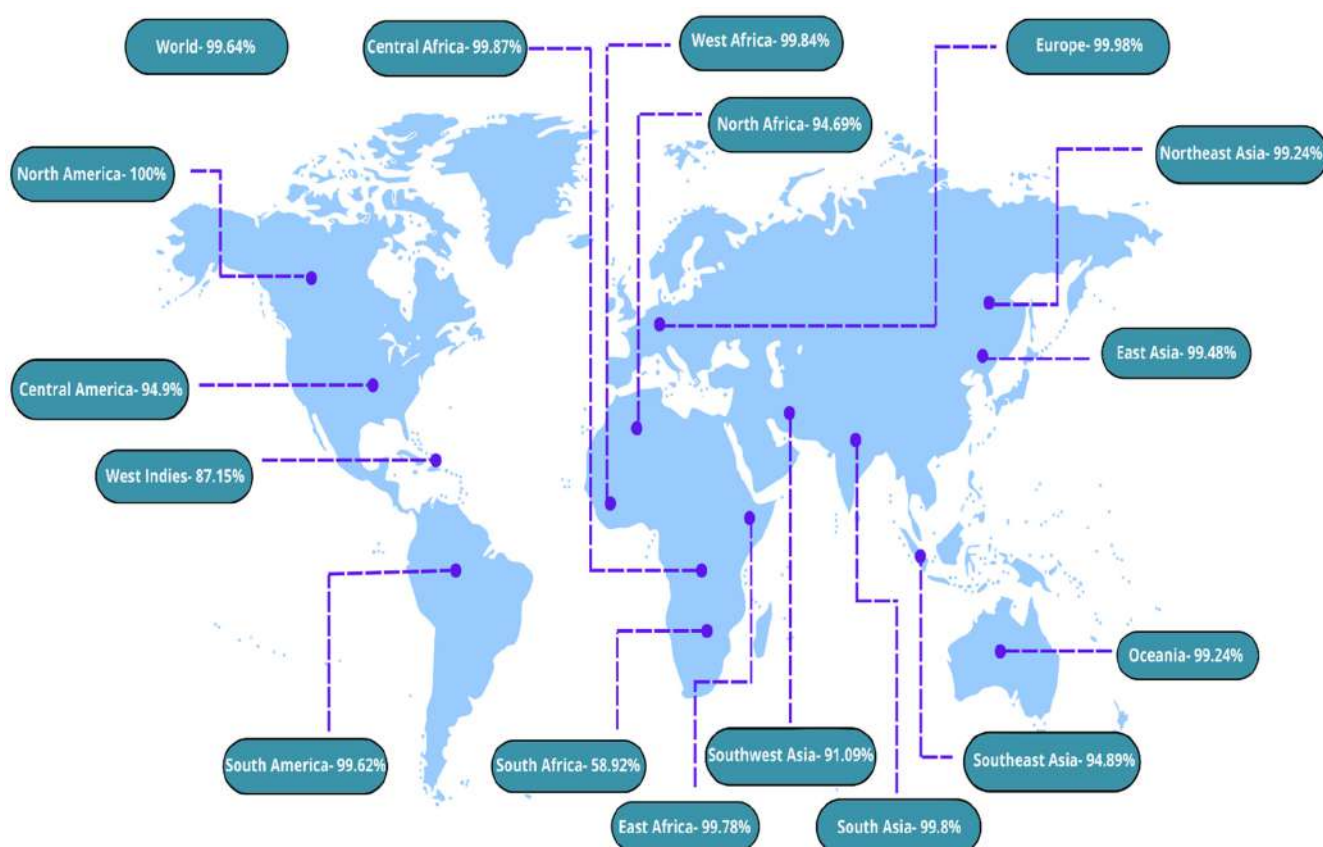 World- 99.64%
Central Africa- 99.87%
West Africa- 99.84%
Europe- 99.98%
North Africa- 94.69%
Northeast Asia- 99.24%
North America- 100%
East Asia- 99.48%
Central America- 94.9%
West Indies- 87.15%
Oceania- 99.24%
South America- 99.62%
South Africa- 58.92%
Southwest Asia- 91.09%
Southeast Asia- 94.89%
East Africa- 99.78%
South Asia- 99.8%